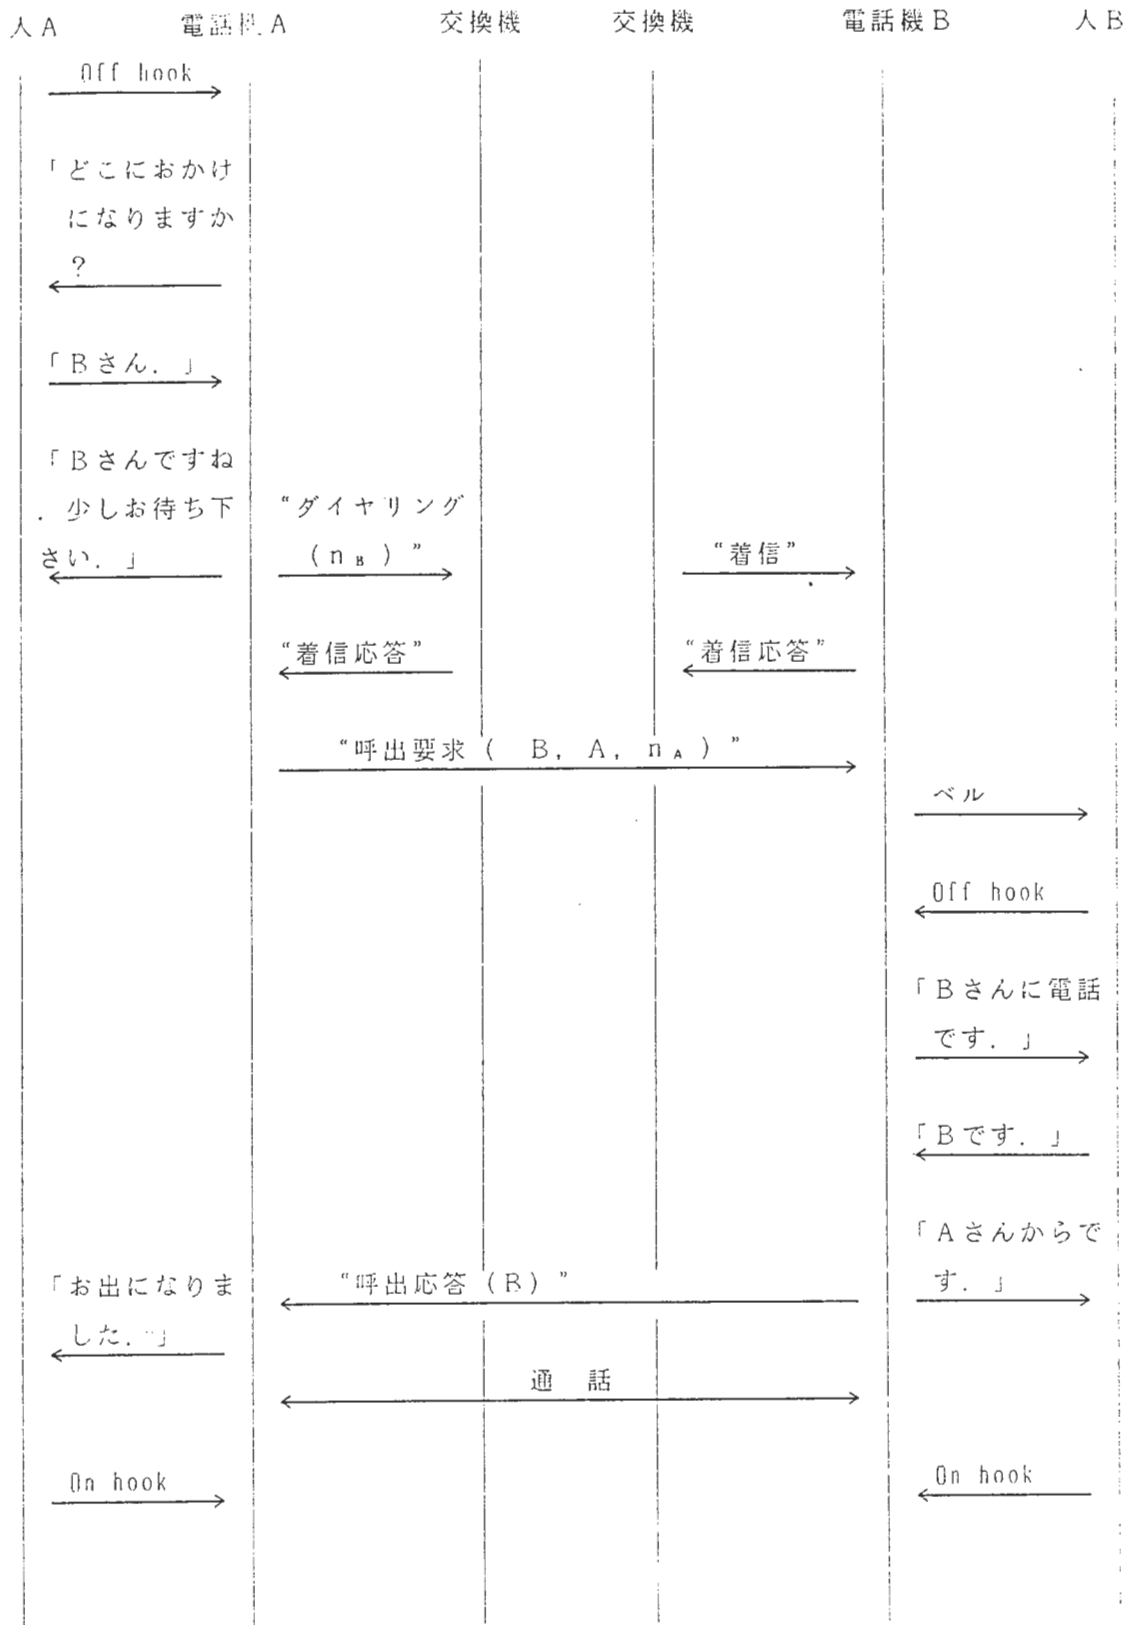 人A 電話機A 交換機 交換機 電話機B 人B
Off hook
「どこにおかけ
になりますか
?
「Bさん.」
「Bさんですね
.少しお待ち下 “ダイヤリング
さい.」 (nB)” “着信”
“着信応答” “着信応答”
“呼出要求( B, A, nA)”
ベル
Off hook
「Bさんに電話
です.」
「Bです.」
「Aさんからで
「お出になりま “呼出応答(B)” す.」
した.」
通 話
On hook On hook